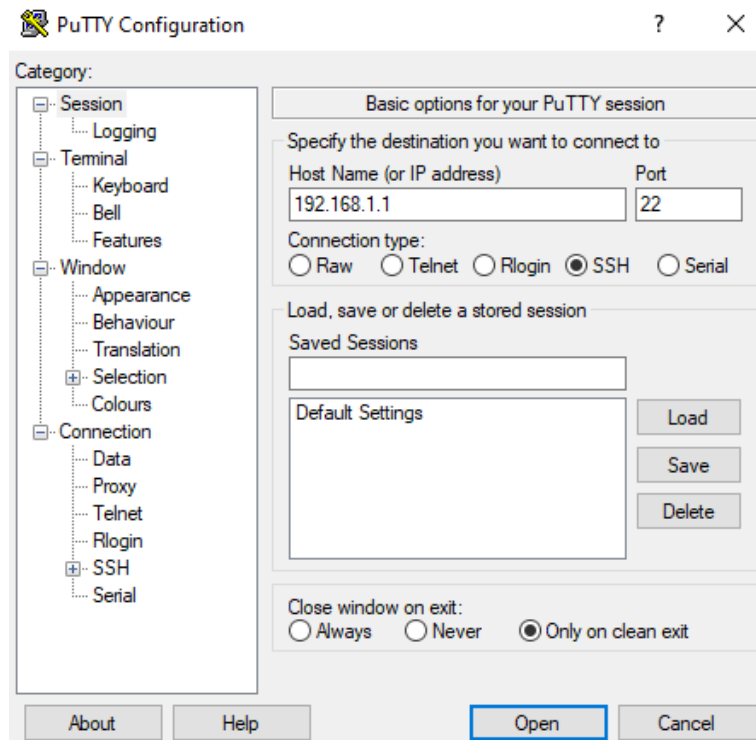 PuTTY Configuration
?
Category:
Session
Logging
Terminal
Keyboard
Bell
Features
Window
Appearance
Behaviour
Translation
Selection
Colours
Connection
Data
Proxy
Telnet
Rlogin
SSH
Serial
Basic options for your PuTTY session
Specify the destination you want to connect to
Host Name (or IP address) Port
192.168.1.1 22
Connection type:
Raw Telnet Rlogin SSH Serial
Load, save or delete a stored session
Saved Sessions
Default Settings
Load
Save
Delete
Close window on exit:
Always Never Only on clean exit
About Help Open Cancel